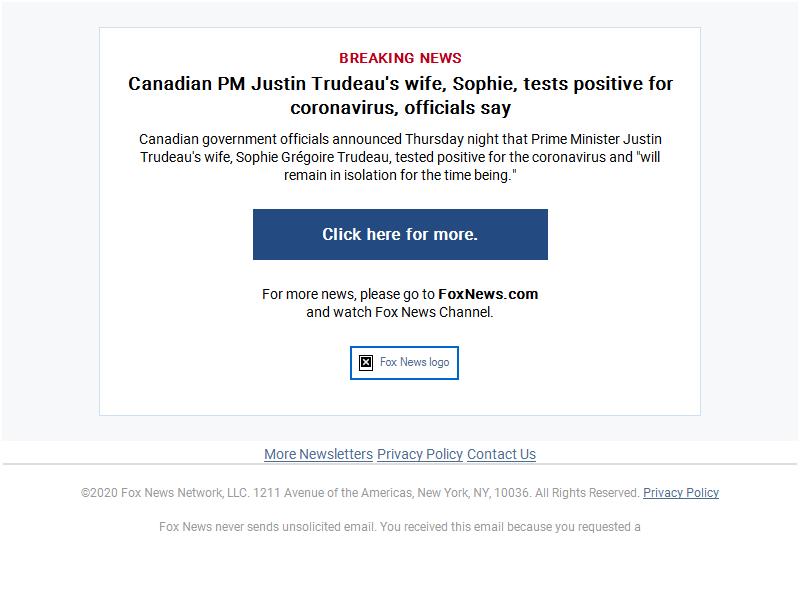 BREAKING NEWS
Canadian PM Justin Trudeau's wife, Sophie, tests positive for
coronavirus, officials say
Canadian government officials announced Thursday night that Prime Minister Justin
Trudeau's wife, Sophie Grégoire Trudeau, tested positive for the coronavirus and "will
remain in isolation for the time being."
Click here for more.
For more news, please go to FoxNews.com
and watch Fox News Channel.
Fox News logo
More Newsletters Privacy Policy Contact Us
©2020 Fox News Network, LLC. 1211 Avenue of the Americas, New York, NY, 10036. All Rights Reserved. Privacy Policy
Fox News never sends unsolicited email. You received this email because you requested a